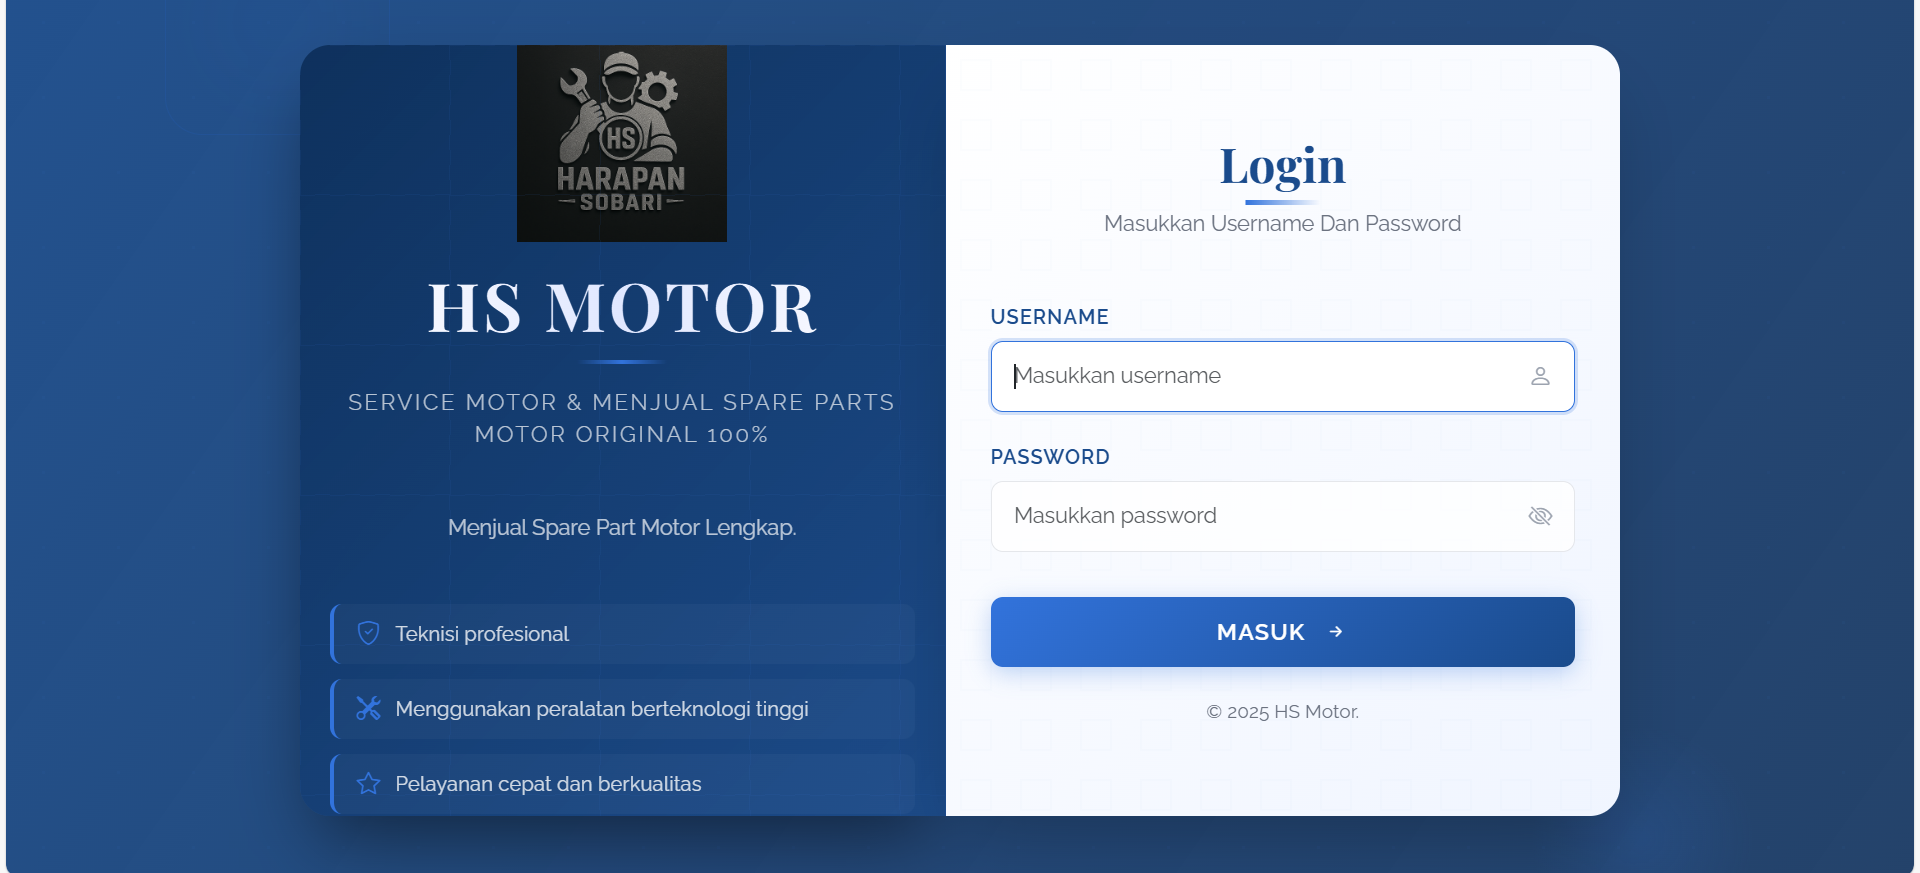 HS
HARAPAN
SOBARI
HS MOTOR
SERVICE MOTOR & MENJUAL SPARE PARTS
MOTOR ORIGINAL 100%
Menjual Spare Part Motor Lengkap.
Teknisi profesional
Menggunakan peralatan berteknologi tinggi
Pelayanan cepat dan berkualitas
Login
Masukkan Username Dan Password
USERNAME
Masukkan username
PASSWORD
Masukkan password
MASUK
© 2025 HS Motor.